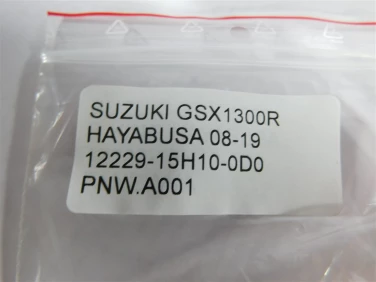 SUZUKI GSX1300R
HAYABUSA 08-19
12229-15H10-0D0
PNW.A001